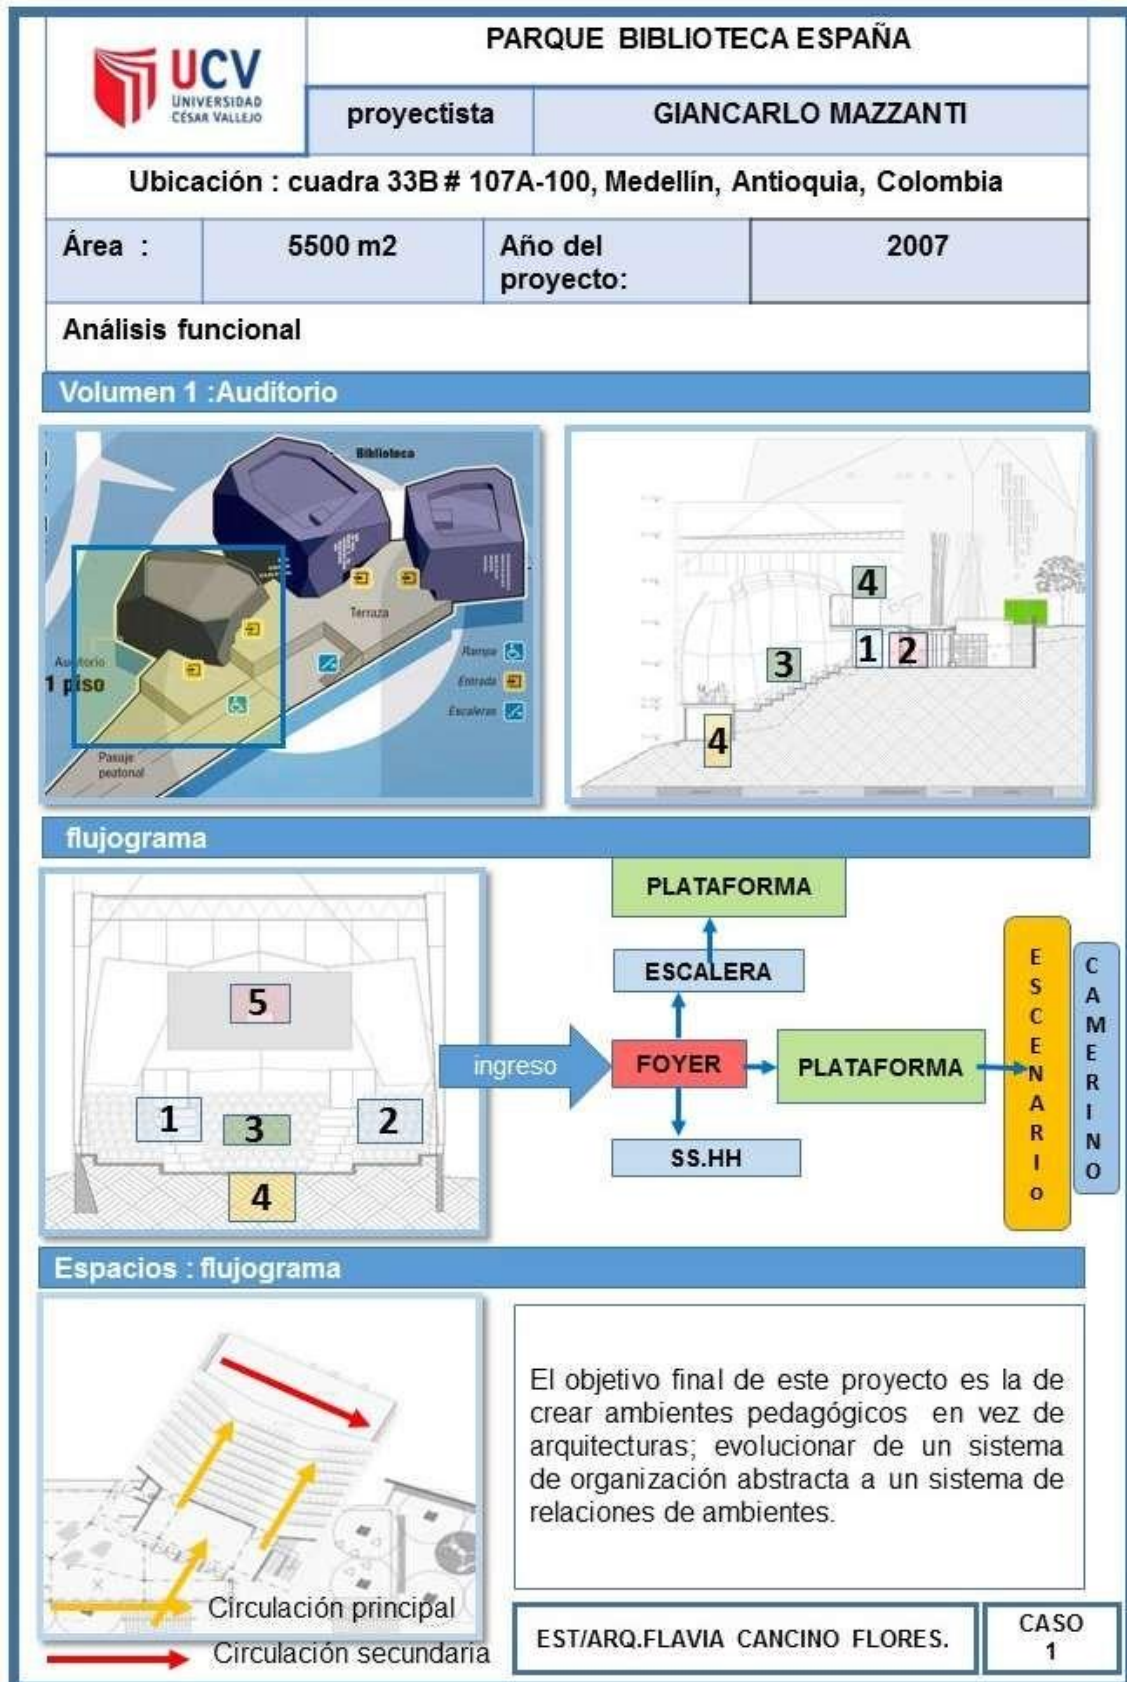 UCV
UNIVERSIDAD
CÉSAR VALLEJO
PARQUE BIBLIOTECA ESPAÑA
proyectista
GIANCARLO MAZZANTI
Ubicación : cuadra 33B # 107A-100, Medellín, Antioquia, Colombia
Área :
5500 m2
Año del
proyecto:
2007
Análisis funcional
Volumen 1 :Auditorio
Biblioteca
Terraza
Auditorio
1 piso
Pasaje
peatonal
Rampa
Entrada
Escaleras
4
1
2
3
4
flujograma
5
1
2
3
4
ingreso
PLATAFORMA
ESCALERA
FOYER
PLATAFORMA
SS.HH
ESCENARIo
CAMERINO
Espacios : flujograma
Circulación principal
Circulación secundaria
El objetivo final de este proyecto es la de
crear ambientes pedagógicos en vez de
arquitecturas; evolucionar de un sistema
de organización abstracta a un sistema de
relaciones de ambientes.
EST/ARQ.FLAVIA CANCINO FLORES.
CASO
1